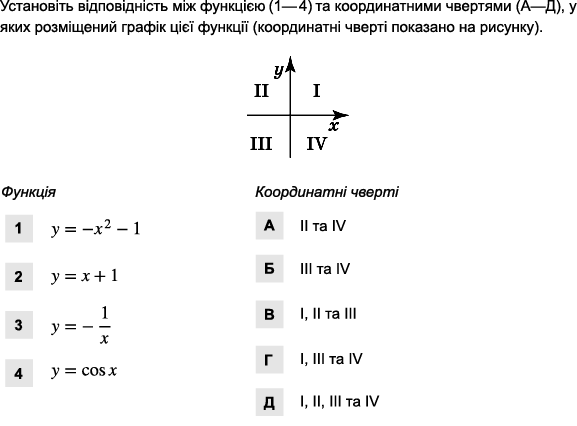 Установіть відповідність між функцією (1—4) та координатними чвертями (А—Д), у
яких розміщений графік цієї функції (координатні чверті показано на рисунку).
y
II I
x
III IV
Функція Координатні чверті
1 y = −x² − 1 А II та IV
2 y = x + 1 Б III та IV
3 y = − 1/x В I, II та III
4 y = cos x Г I, III та IV
Д I, II, III та IV